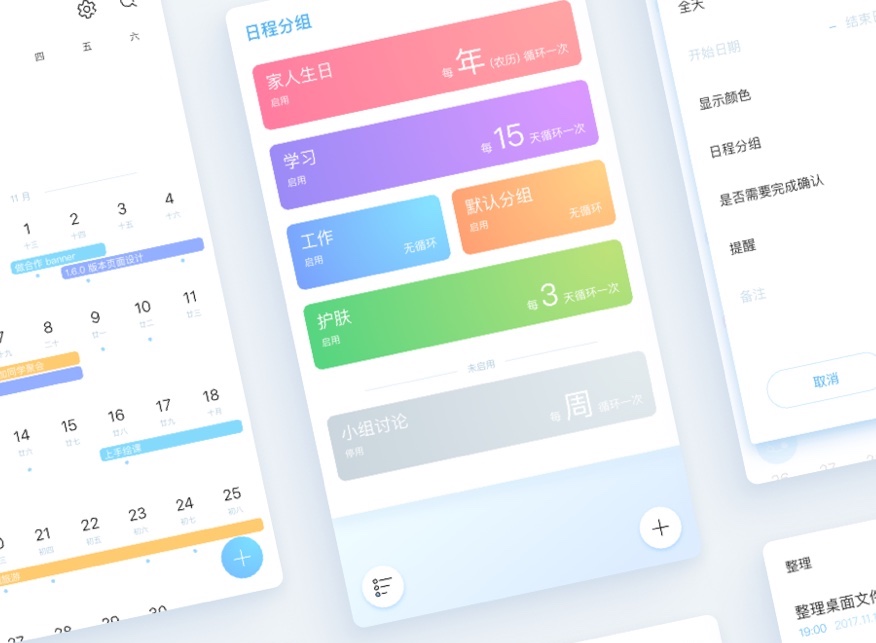 四 五 六
11 月
1 2 3 4
十三 十四 十五 十六
做合作 banner
1.6.0 版本页面设计
8 9 10 11
二十 廿一 廿二 廿三
同学聚会
14 15 16 17 18
廿六 廿七 廿八 廿九 十月
上手绘课
21 22 23 24 25
初四 初五 初六 初七 初八
27 28 29 30
日程分组
家人生日
启用
每 年 (农历) 循环一次
学习
启用
每 15 天循环一次
工作
启用
无循环
默认分组
启用
无循环
护肤
启用
每 3 天循环一次
未启用
小组讨论
停用
每 周 循环一次
全天
开始日期 – 结束
显示颜色
日程分组
是否需要完成确认
提醒
备注
取消
26 27
整理
整理桌面文件
19:00 2017.11.1